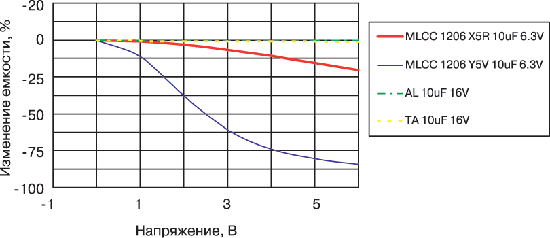 -20
0
-25
-50
-75
-100
-1
1
3
5
Изменение емкости, %
Напряжение, В
MLCC 1206 X5R 10uF 6.3V
MLCC 1206 Y5V 10uF 6.3V
AL 10uF 16V
TA 10uF 16V